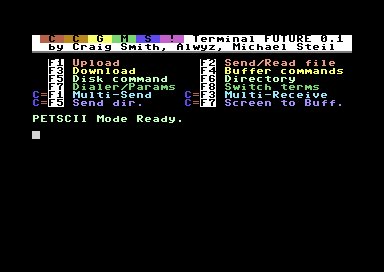 C C G M S ! Terminal FUTURE 0.1
by Craig Smith, Alwyz, Michael Steil
F1 Upload F2 Send/Read file
F3 Download F4 Buffer commands
F5 Disk command F6 Directory
F7 Dialer/Params F8 Switch terms
C=F1 Multi-Send C=F3 Multi-Receive
C=F5 Send dir. C=F7 Screen to Buff.
PETSCII Mode Ready.